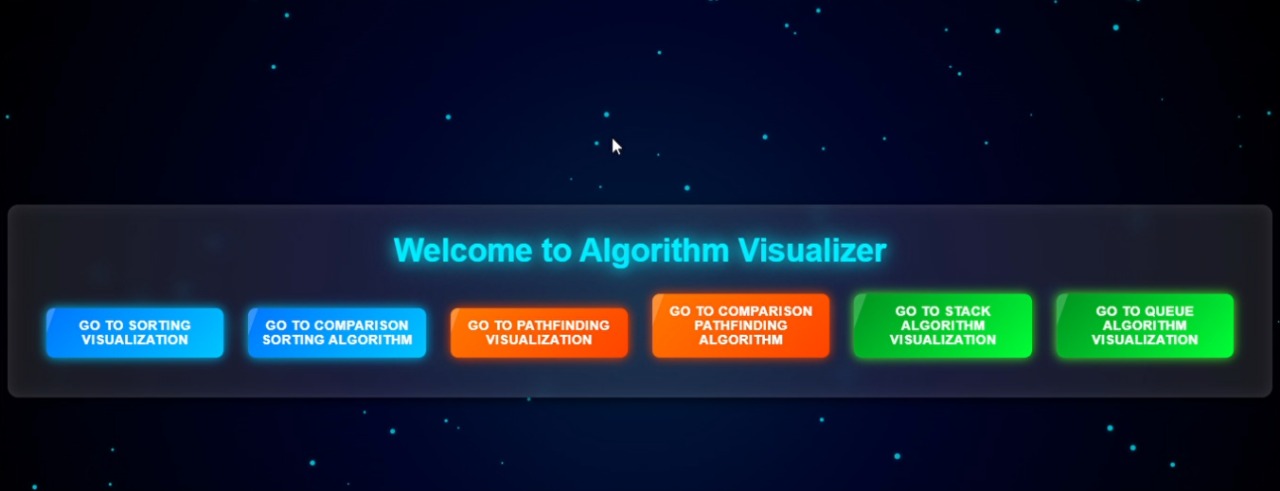 Welcome to Algorithm Visualizer
GO TO SORTING
VISUALIZATION
GO TO COMPARISON
SORTING ALGORITHM
GO TO PATHFINDING
VISUALIZATION
GO TO COMPARISON
PATHFINDING
ALGORITHM
GO TO STACK
ALGORITHM
VISUALIZATION
GO TO QUEUE
ALGORITHM
VISUALIZATION